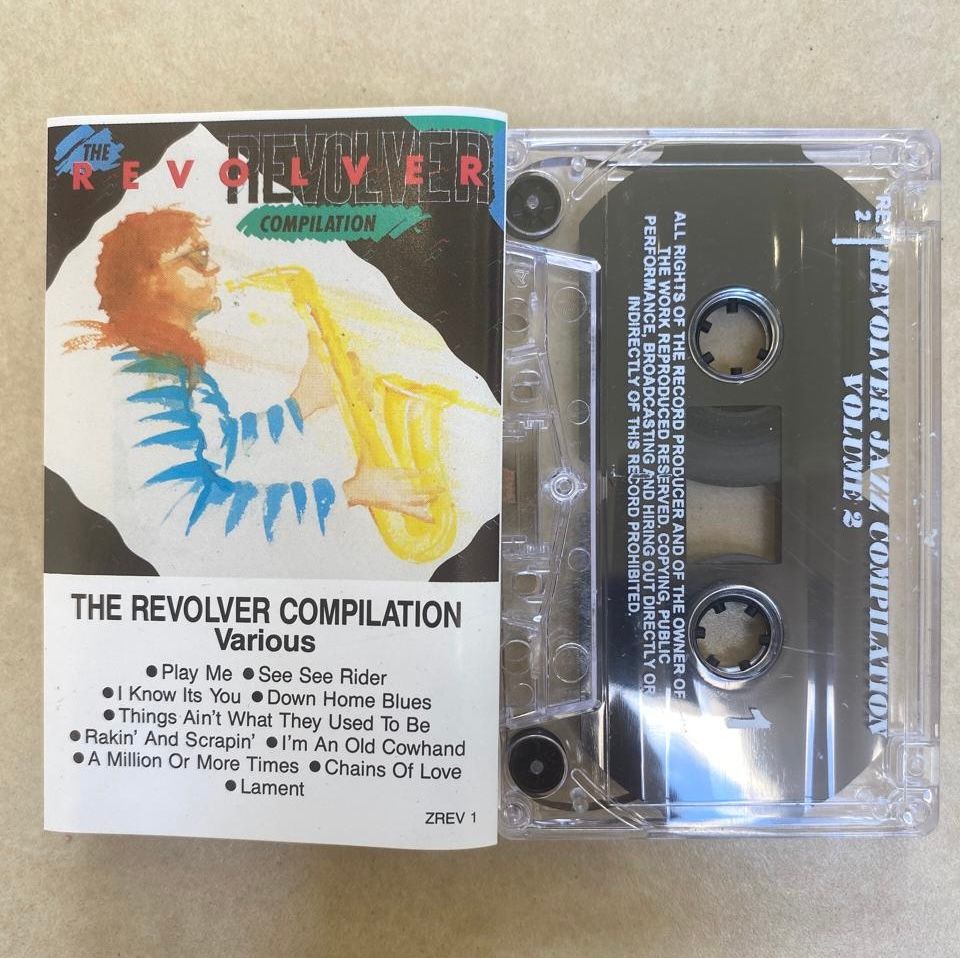 THE
REVOLVER
REVOLVER
COMPILATION
THE REVOLVER COMPILATION
Various
●Play Me ●See See Rider
●I Know Its You ●Down Home Blues
●Things Ain't What They Used To Be
●Rakin' And Scrapin' ●I'm An Old Cowhand
●A Million Or More Times ●Chains Of Love
●Lament
ZREV 1
2
REVOLVER JAZZ COMPILATION
VOLUME 2
1
ALL RIGHTS OF THE RECORD PRODUCER AND OF THE OWNER OF
THE WORK REPRODUCED RESERVED. COPYING, PUBLIC
PERFORMANCE, BROADCASTING AND HIRING OUT DIRECTLY OR
INDIRECTLY OF THIS RECORD PROHIBITED.